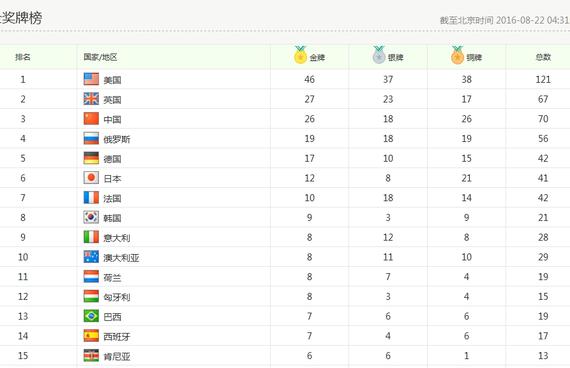 奖牌榜
截至北京时间 2016-08-22 04:31
排名 国家/地区 金牌 银牌 铜牌 总数
1 美国 46 37 38 121
2 英国 27 23 17 67
3 中国 26 18 26 70
4 俄罗斯 19 18 19 56
5 德国 17 10 15 42
6 日本 12 8 21 41
7 法国 10 18 14 42
8 韩国 9 3 9 21
9 意大利 8 12 8 28
10 澳大利亚 8 11 10 29
11 荷兰 8 7 4 19
12 匈牙利 8 3 4 15
13 巴西 7 6 6 19
14 西班牙 7 4 6 17
15 肯尼亚 6 6 1 13